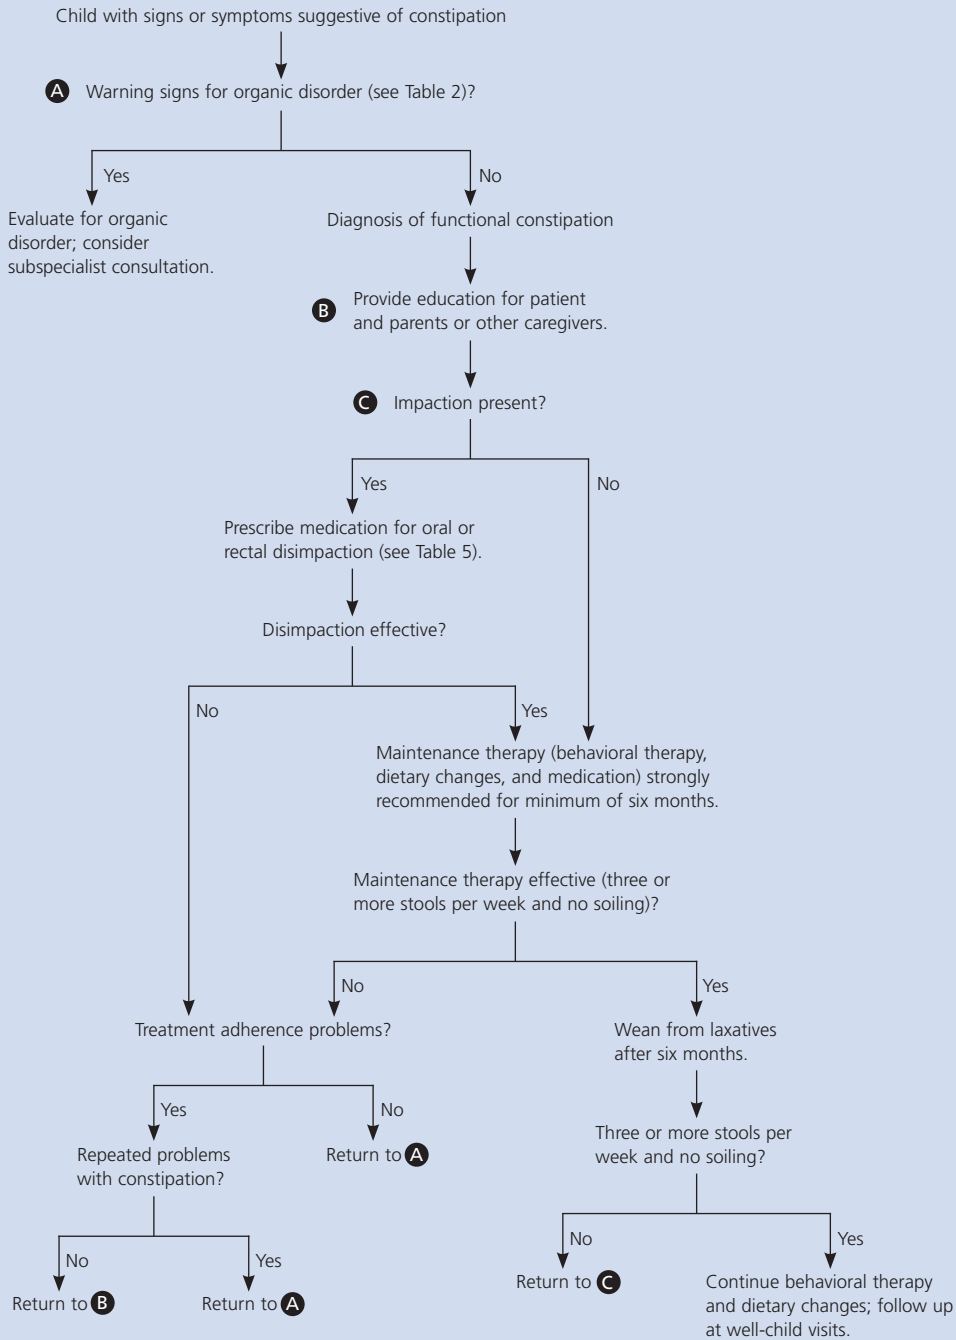 Child with signs or symptoms suggestive of constipation
A Warning signs for organic disorder (see Table 2)?
Yes
No
Evaluate for organic
disorder; consider
subspecialist consultation.
Diagnosis of functional constipation
B Provide education for patient
and parents or other caregivers.
C Impaction present?
Yes
No
Prescribe medication for oral or
rectal disimpaction (see Table 5).
Disimpaction effective?
No
Yes
Maintenance therapy (behavioral therapy,
dietary changes, and medication) strongly
recommended for minimum of six months.
Maintenance therapy effective (three or
more stools per week and no soiling)?
No
Yes
Treatment adherence problems?
Wean from laxatives
after six months.
Yes
No
Repeated problems
with constipation?
Return to A
Three or more stools per
week and no soiling?
No
Yes
Return to B
Return to A
No
Yes
Return to C
Continue behavioral therapy
and dietary changes; follow up
at well-child visits.